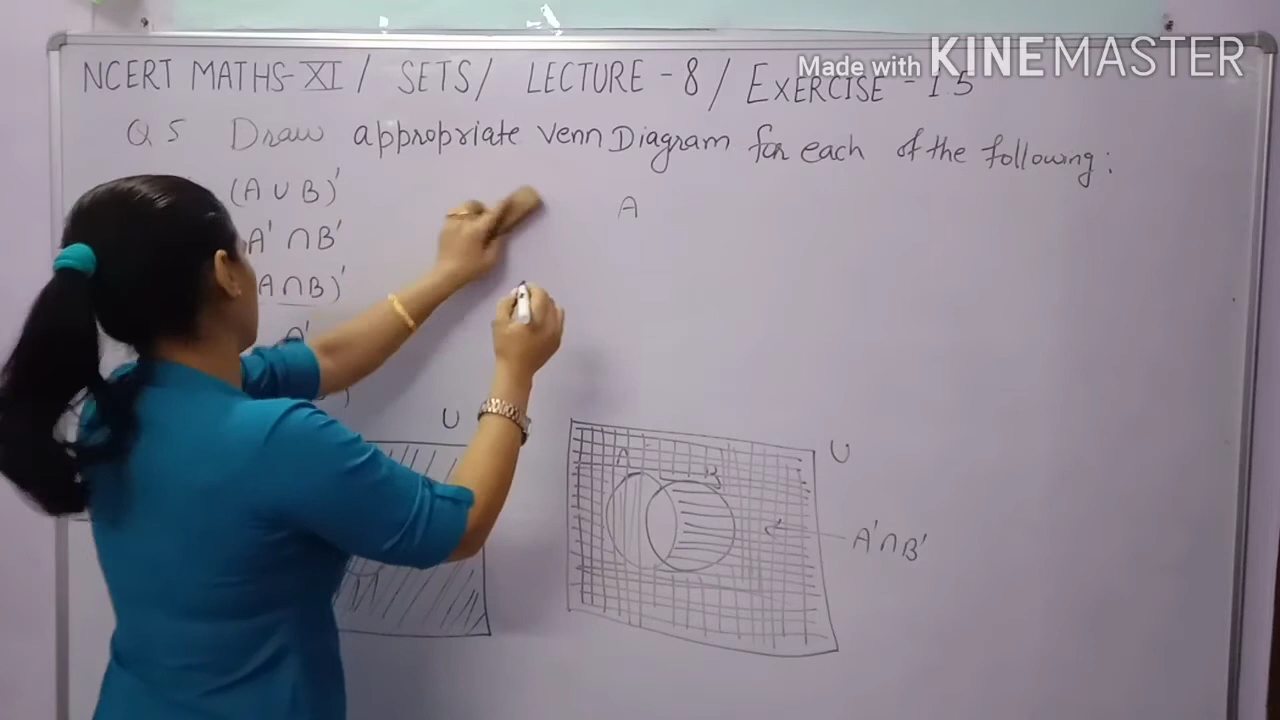 Made with KINEMASTER
NCERT MATHS-XI / SETS / LECTURE - 8 / EXERCISE - 1.5
Q 5 Draw appropriate Venn Diagram for each of the following:
(A ∪ B)'
A' ∩ B'
A ∩ B)'
A'
A
U
U
A B
A' ∩ B'